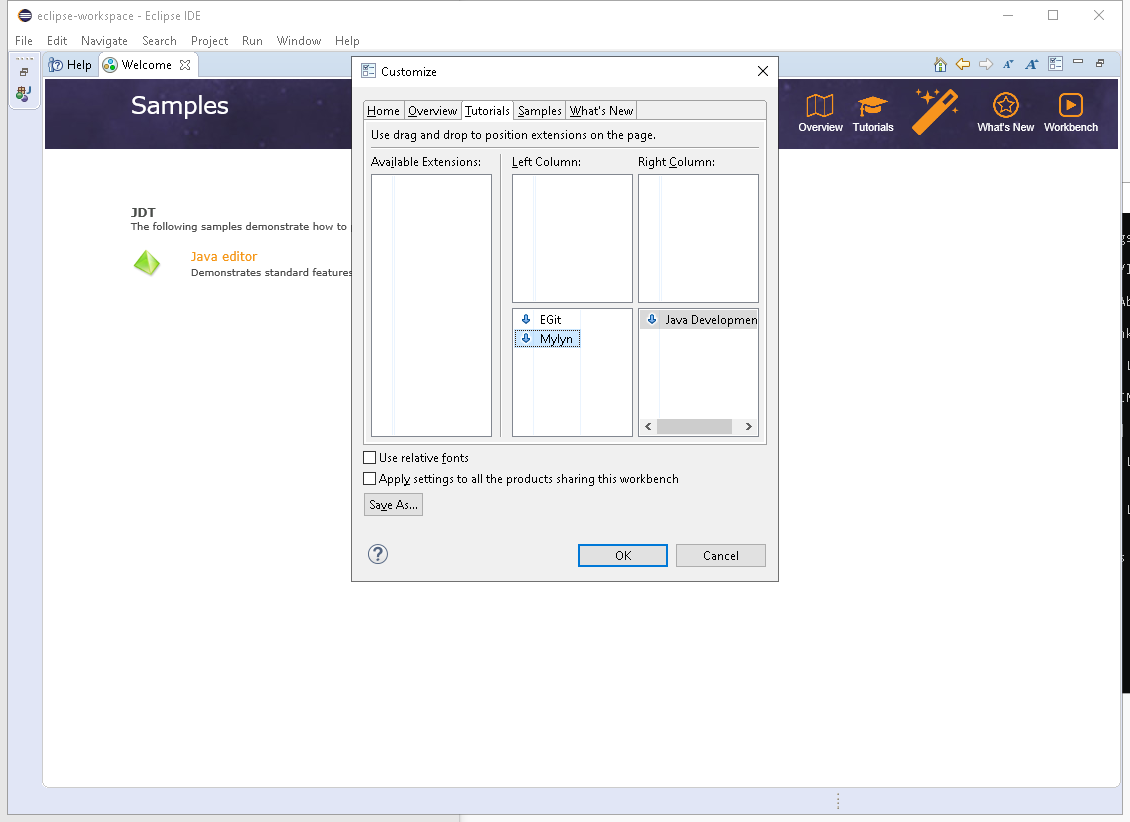 eclipse-workspace - Eclipse IDE
File Edit Navigate Search Project Run Window Help
Help Welcome
Samples
Overview Tutorials What's New Workbench
JDT
The following samples demonstrate how to
Java editor
Demonstrates standard features
Customize
Home Overview Tutorials Samples What's New
Use drag and drop to position extensions on the page.
Available Extensions: Left Column: Right Column:
EGit Java Developmen
Mylyn
Use relative fonts
Apply settings to all the products sharing this workbench
Save As...
OK Cancel